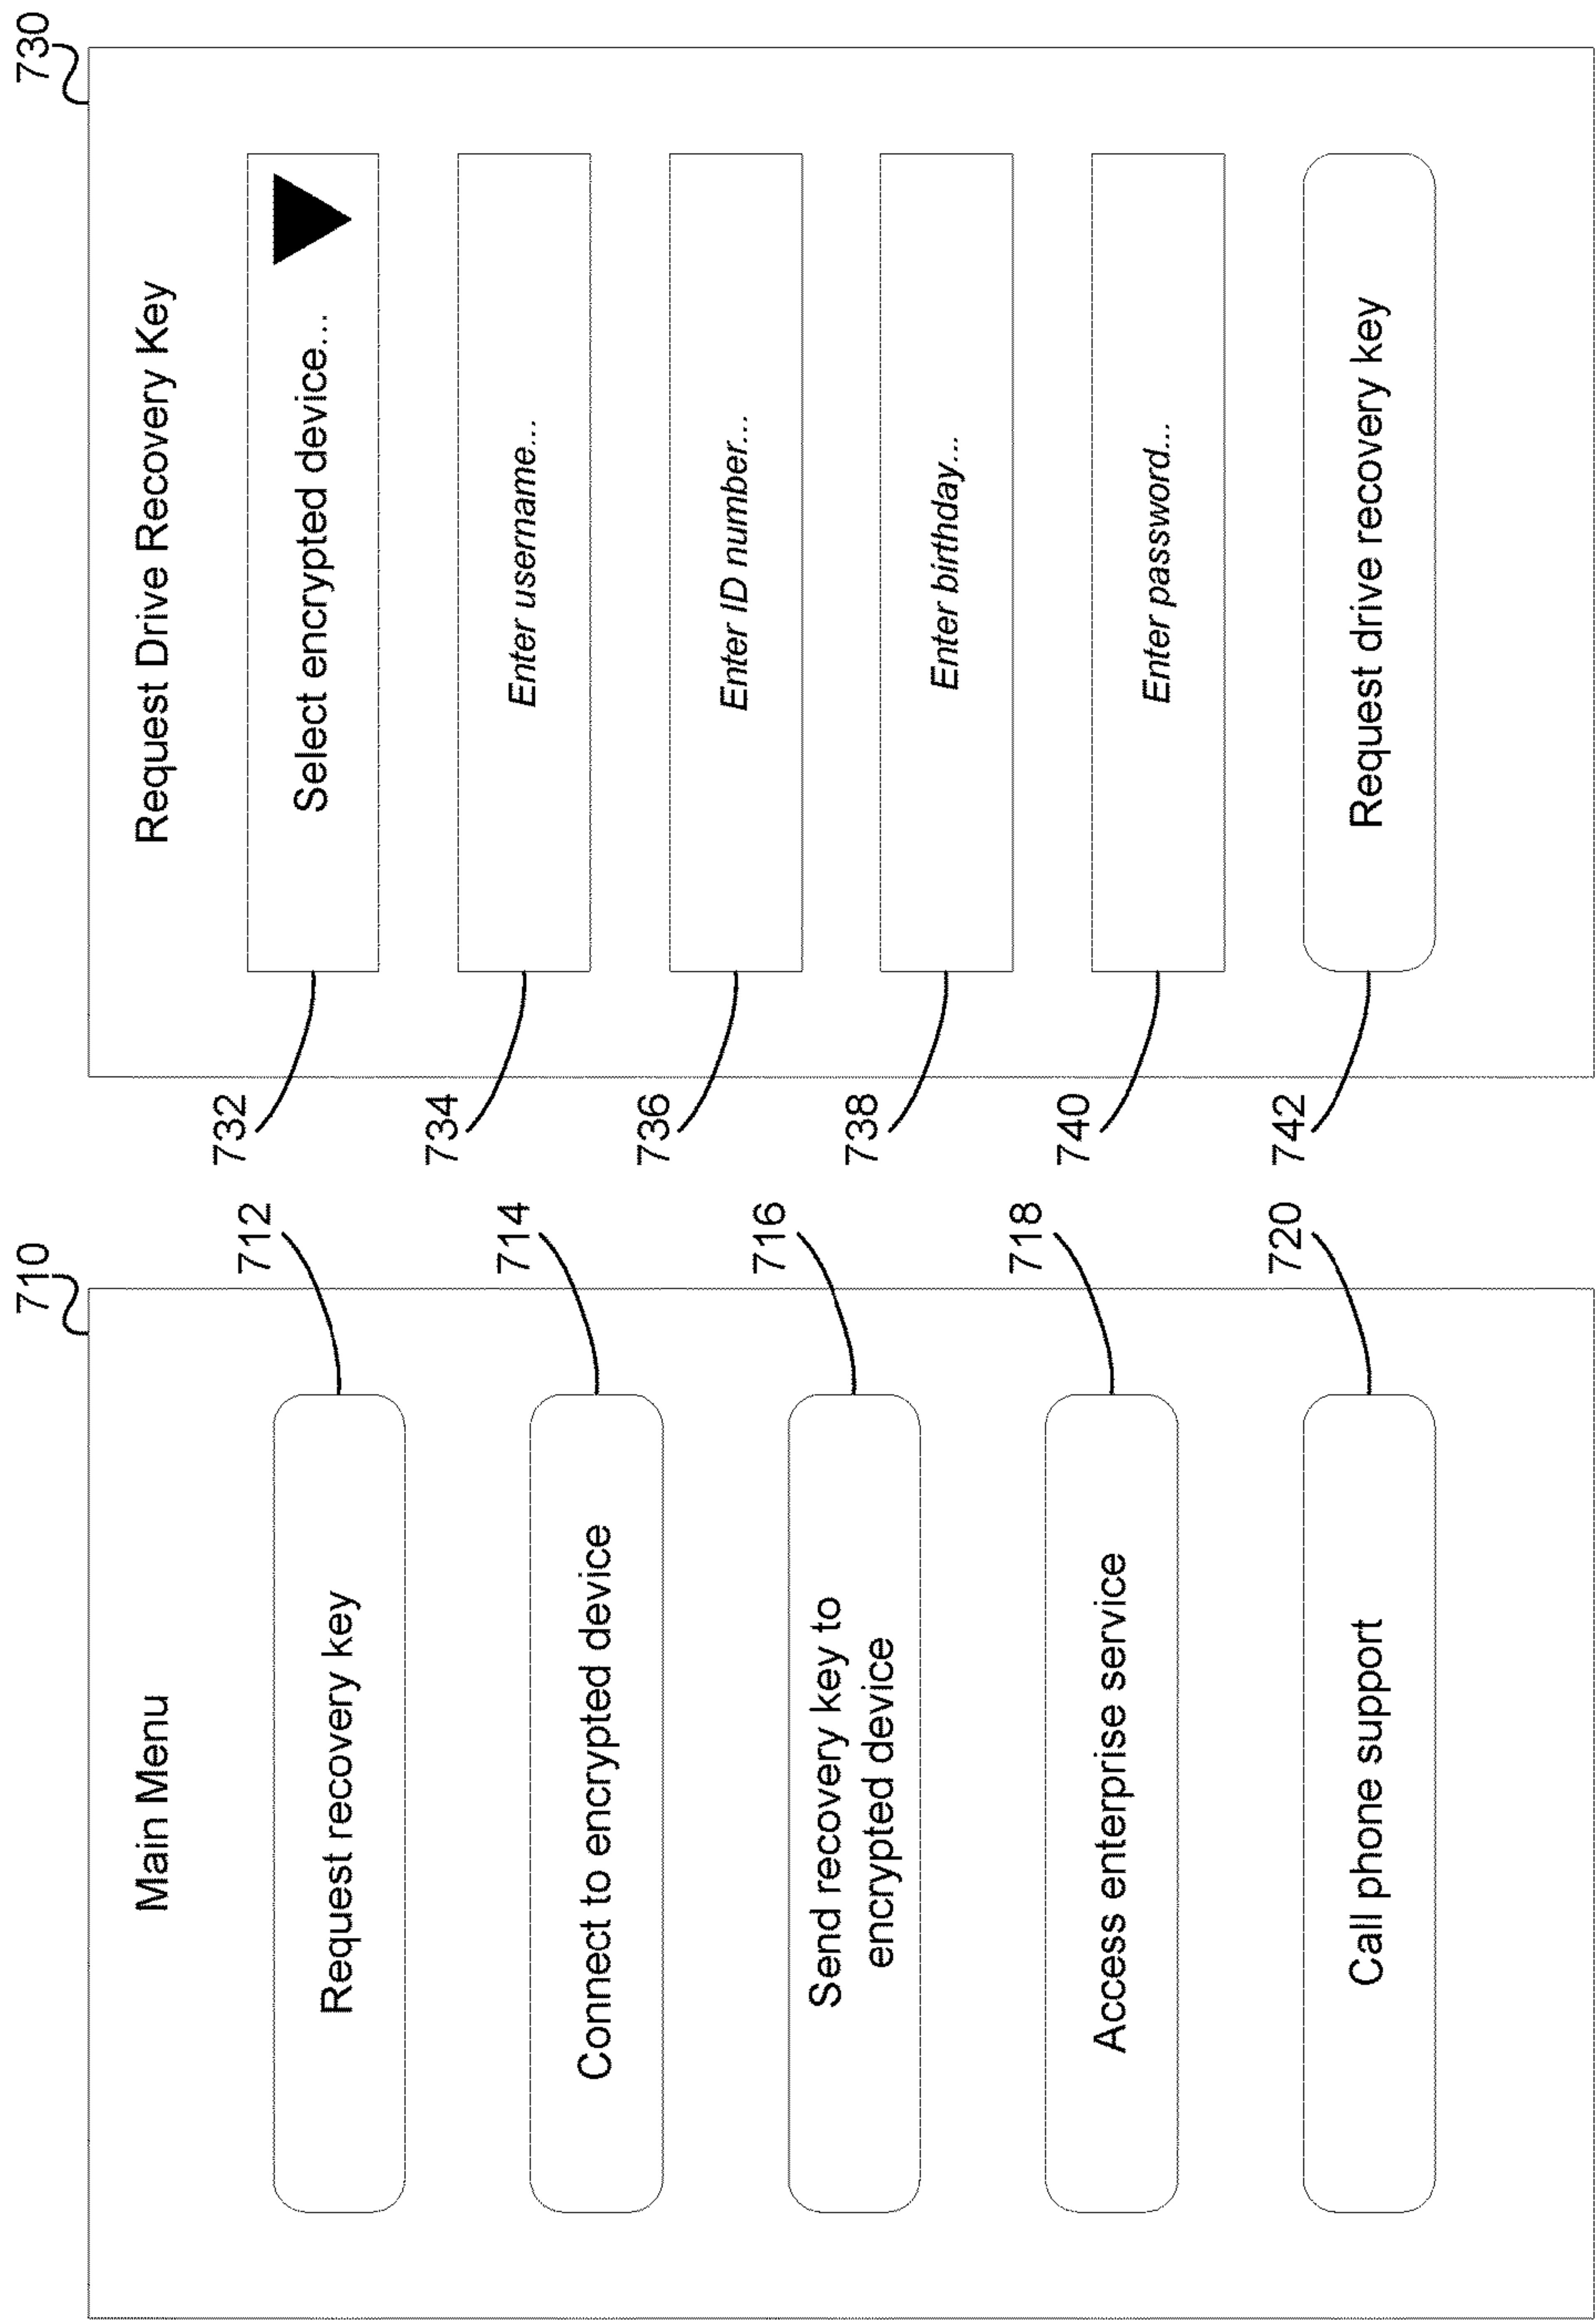 710
Main Menu
Request recovery key
712
Connect to encrypted device
714
Send recovery key to
encrypted device
716
Access enterprise service
718
Call phone support
720
730
Request Drive Recovery Key
732
Select encrypted device...
734
Enter username...
736
Enter ID number...
738
Enter birthday...
740
Enter password...
742
Request drive recovery key